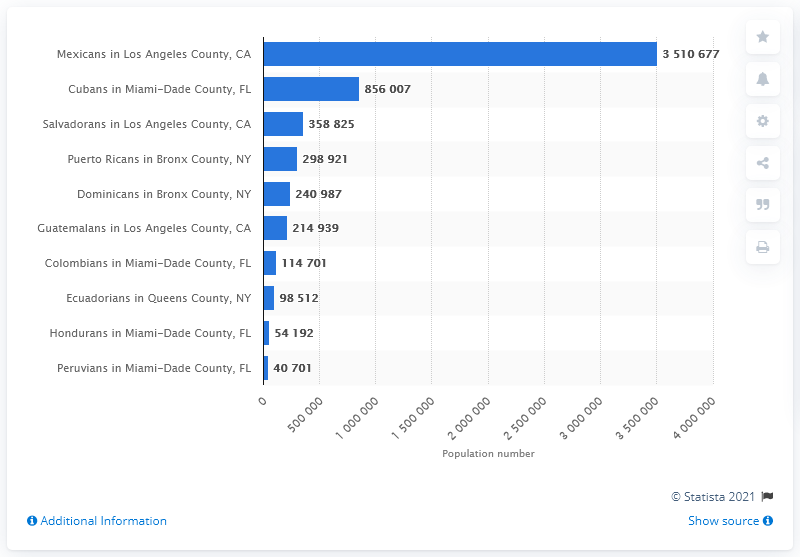 Mexicans in Los Angeles County, CA 3 510 677
Cubans in Miami-Dade County, FL 856 007
Salvadorans in Los Angeles County, CA 358 825
Puerto Ricans in Bronx County, NY 298 921
Dominicans in Bronx County, NY 240 987
Guatemalans in Los Angeles County, CA 214 939
Colombians in Miami-Dade County, FL 114 701
Ecuadorians in Queens County, NY 98 512
Hondurans in Miami-Dade County, FL 54 192
Peruvians in Miami-Dade County, FL 40 701
0 500 000 1 000 000 1 500 000 2 000 000 2 500 000 3 000 000 3 500 000 4 000 000
Population number
© Statista 2021
Additional Information Show source